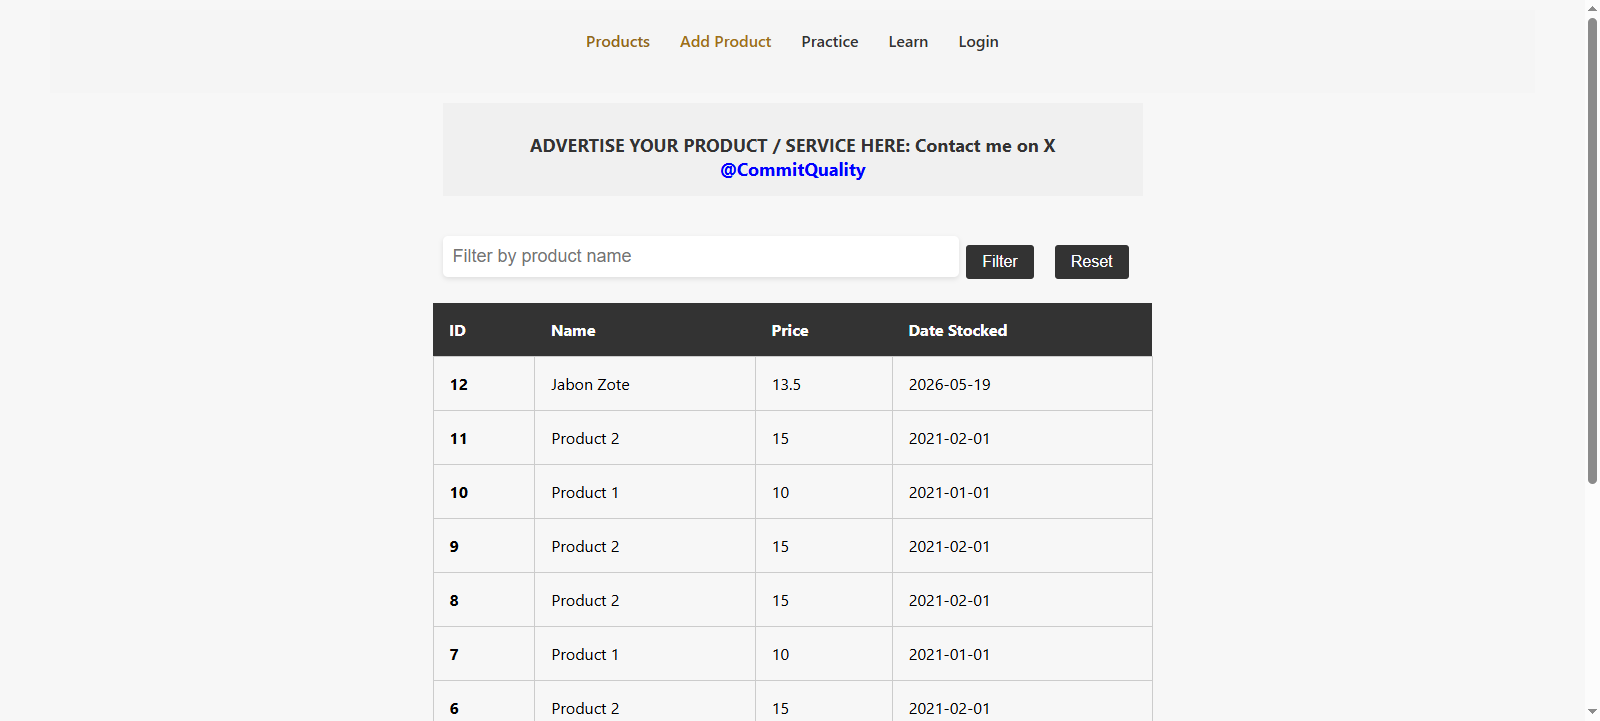 Products Add Product Practice Learn Login
ADVERTISE YOUR PRODUCT / SERVICE HERE: Contact me on X
@CommitQuality
Filter by product name Filter Reset
ID Name Price Date Stocked
12 Jabon Zote 13.5 2026-05-19
11 Product 2 15 2021-02-01
10 Product 1 10 2021-01-01
9 Product 2 15 2021-02-01
8 Product 2 15 2021-02-01
7 Product 1 10 2021-01-01
6 Product 2 15 2021-02-01